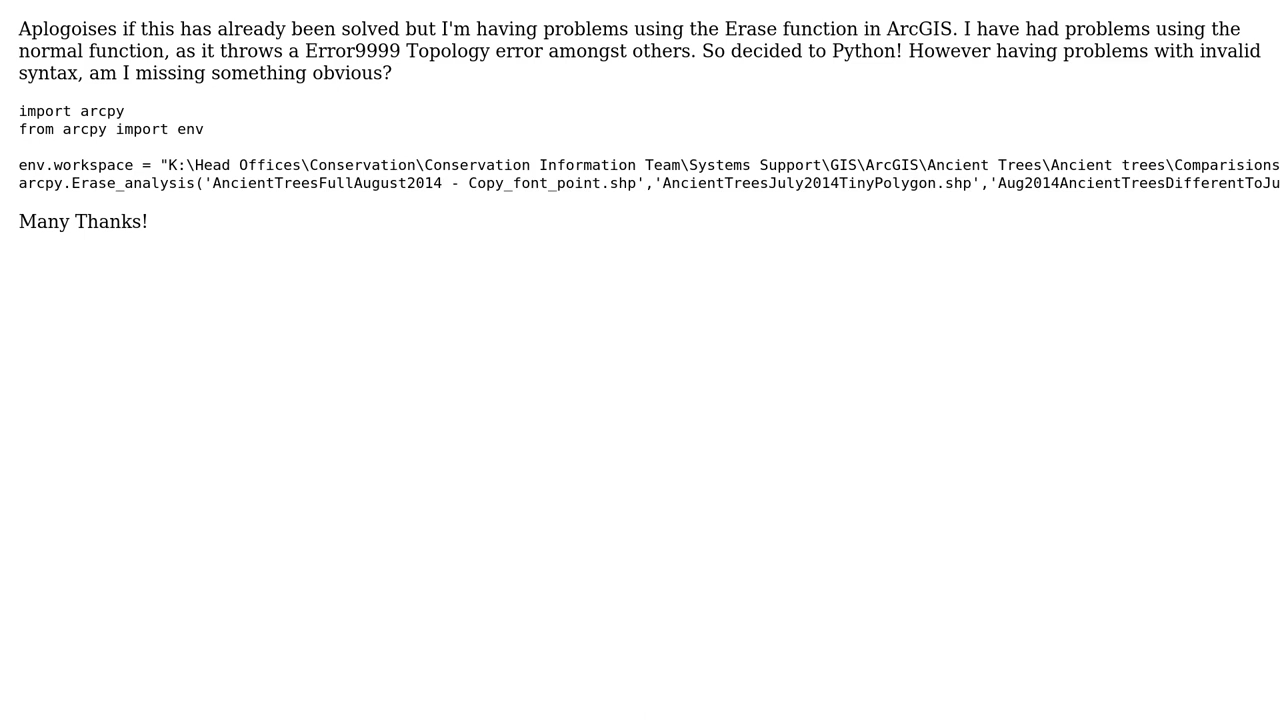 Aplogoises if this has already been solved but I'm having problems using the Erase function in ArcGIS. I have had problems using the
normal function, as it throws a Error9999 Topology error amongst others. So decided to Python! However having problems with invalid
syntax, am I missing something obvious?
import arcpy
from arcpy import env
env.workspace = "K:\Head Offices\Conservation\Conservation Information Team\Systems Support\GIS\ArcGIS\Ancient Trees\Ancient trees\Comparisions
arcpy.Erase_analysis('AncientTreesFullAugust2014 - Copy_font_point.shp','AncientTreesJuly2014TinyPolygon.shp','Aug2014AncientTreesDifferentToJu
Many Thanks!